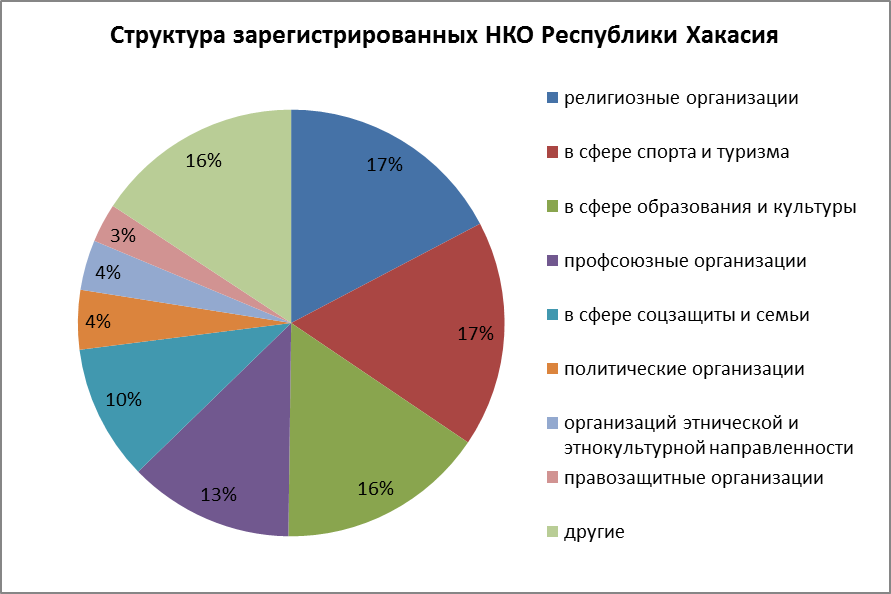 Структура зарегистрированных НКО Республики Хакасия
17%
17%
16%
13%
10%
4%
4%
3%
16%
религиозные организации
в сфере спорта и туризма
в сфере образования и культуры
профсоюзные организации
в сфере соцзащиты и семьи
политические организации
организаций этнической и
этнокультурной направленности
правозащитные организации
другие